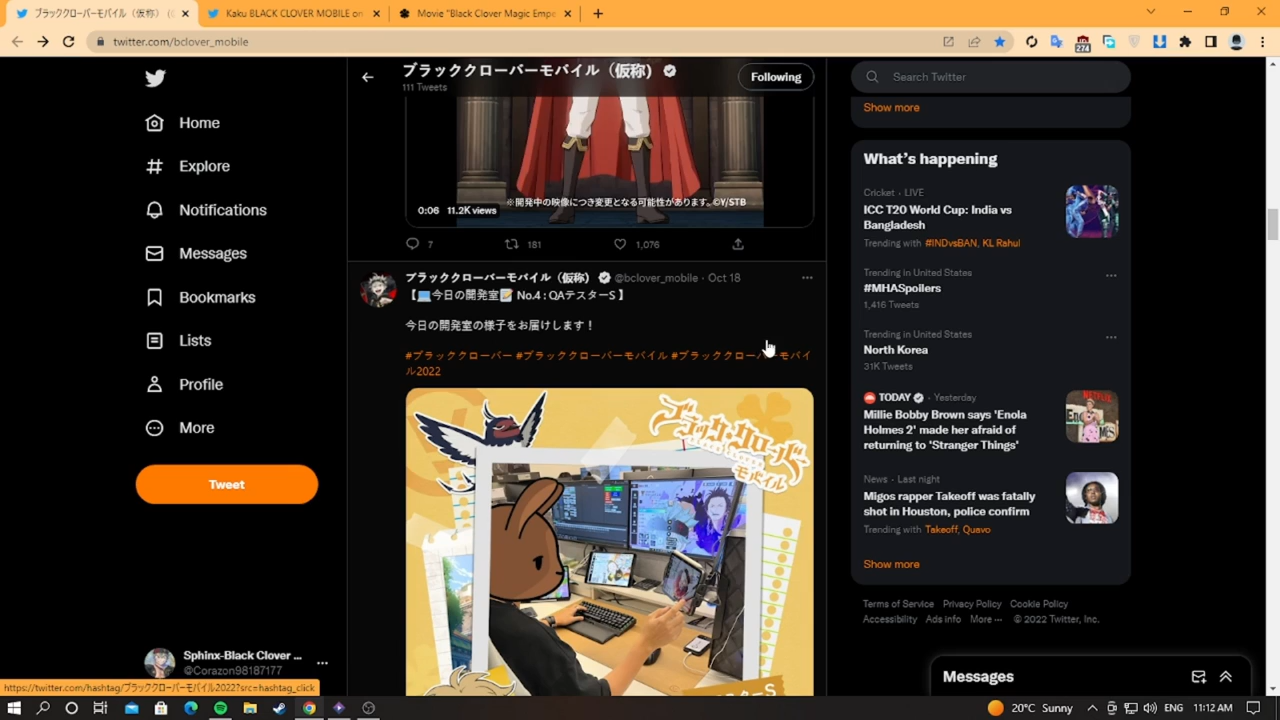 ブラッククローバーモバイル（仮称）
Kaku BLACK CLOVER MOBILE on
Movie "Black Clover Magic Empe
twitter.com/bclover_mobile
274
ブラッククローバーモバイル（仮称）
111 Tweets
Following
Search Twitter
Show more
Home
Explore
Notifications
Messages
Bookmarks
Lists
Profile
More
Tweet
Sphinx-Black Clover ...
@Corazon98187177
※開発中の映像につき変更となる可能性があります。©Y/STB
0:06 11.2K views
7 181 1,076
ブラッククローバーモバイル（仮称） @bclover_mobile · Oct 18
【💻今日の開発室📝 No.4 : QAテスターS 】
今日の開発室の様子をお届けします！
#ブラッククローバー #ブラッククローバーモバイル #ブラッククローバーモバイ
ル2022
ブラッククローバー
モバイル
What's happening
Cricket · LIVE
ICC T20 World Cup: India vs
Bangladesh
Trending with #INDvsBAN, KL Rahul
Trending in United States
#MHASpoilers
1,416 Tweets
Trending in United States
North Korea
31K Tweets
TODAY · Yesterday
Millie Bobby Brown says 'Enola
Holmes 2' made her afraid of
returning to 'Stranger Things'
NETFLIX
News · Last night
Migos rapper Takeoff was fatally
shot in Houston, police confirm
Trending with Takeoff, Quavo
Show more
Terms of Service Privacy Policy Cookie Policy
Accessibility Ads info More ··· © 2022 Twitter, Inc.
Messages
https://twitter.com/hashtag/ブラッククローバーモバイル2022?src=hashtag_click
20°C Sunny
ENG
11:12 AM